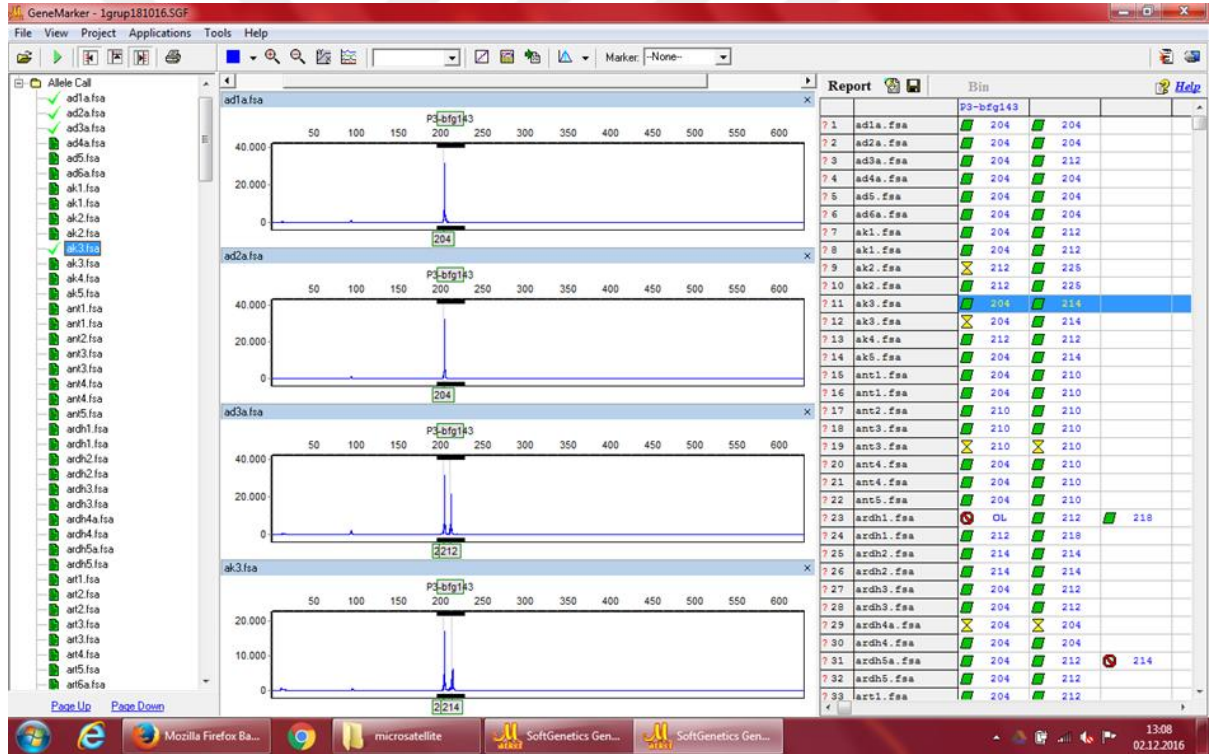 GeneMarker - 1grup181016.SGF
File View Project Applications Tools Help
Marker: --None--
Allele Call
ad1a.fsa
ad2a.fsa
ad3a.fsa
ad4a.fsa
ad5.fsa
ad6a.fsa
ak1.fsa
ak1.fsa
ak2.fsa
ak2.fsa
ak3.fsa
ak3.fsa
ak4.fsa
ak5.fsa
ant1.fsa
ant1.fsa
ant2.fsa
ant3.fsa
ant3.fsa
ant4.fsa
ant4.fsa
ant5.fsa
ardh1.fsa
ardh1.fsa
ardh2.fsa
ardh2.fsa
ardh3.fsa
ardh3.fsa
ardh4a.fsa
ardh4.fsa
ardh5a.fsa
ardh5.fsa
art1.fsa
art2.fsa
art2.fsa
art3.fsa
art3.fsa
art4.fsa
art5.fsa
art6a.fsa
Page Up Page Down
ad1a.fsa
P3-bfg143
50 100 150 200 250 300 350 400 450 500 550 600
40.000
20.000
0
204
ad2a.fsa
P3-bfg143
50 100 150 200 250 300 350 400 450 500 550 600
40.000
20.000
0
204
ad3a.fsa
P3-bfg143
50 100 150 200 250 300 350 400 450 500 550 600
40.000
20.000
0
2 212
ak3.fsa
P3-bfg143
50 100 150 200 250 300 350 400 450 500 550 600
20.000
10.000
0
2 214
Report Bin Help
P3-bfg143
? 1 ad1a.fsa 204 204
? 2 ad2a.fsa 204 204
? 3 ad3a.fsa 204 212
? 4 ad4a.fsa 204 204
? 5 ad5.fsa 204 204
? 6 ad6a.fsa 204 204
? 7 ak1.fsa 204 212
? 8 ak1.fsa 204 212
? 9 ak2.fsa 212 225
? 10 ak2.fsa 212 225
? 11 ak3.fsa 204 214
? 12 ak3.fsa 204 214
? 13 ak4.fsa 212 212
? 14 ak5.fsa 204 214
? 15 ant1.fsa 204 210
? 16 ant1.fsa 204 210
? 17 ant2.fsa 210 210
? 18 ant3.fsa 210 210
? 19 ant3.fsa 210 210
? 20 ant4.fsa 204 210
? 21 ant4.fsa 204 210
? 22 ant5.fsa 204 210
? 23 ardh1.fsa OL 212 218
? 24 ardh1.fsa 212 218
? 25 ardh2.fsa 214 214
? 26 ardh2.fsa 214 214
? 27 ardh3.fsa 204 212
? 28 ardh3.fsa 204 212
? 29 ardh4a.fsa 204 204
? 30 ardh4.fsa 204 204
? 31 ardh5a.fsa 204 212 214
? 32 ardh5.fsa 204 212
? 33 art1.fsa 204 212
Mozilla Firefox Ba... microsatellite SoftGenetics Gen... SoftGenetics Gen... 13:08
02.12.2016